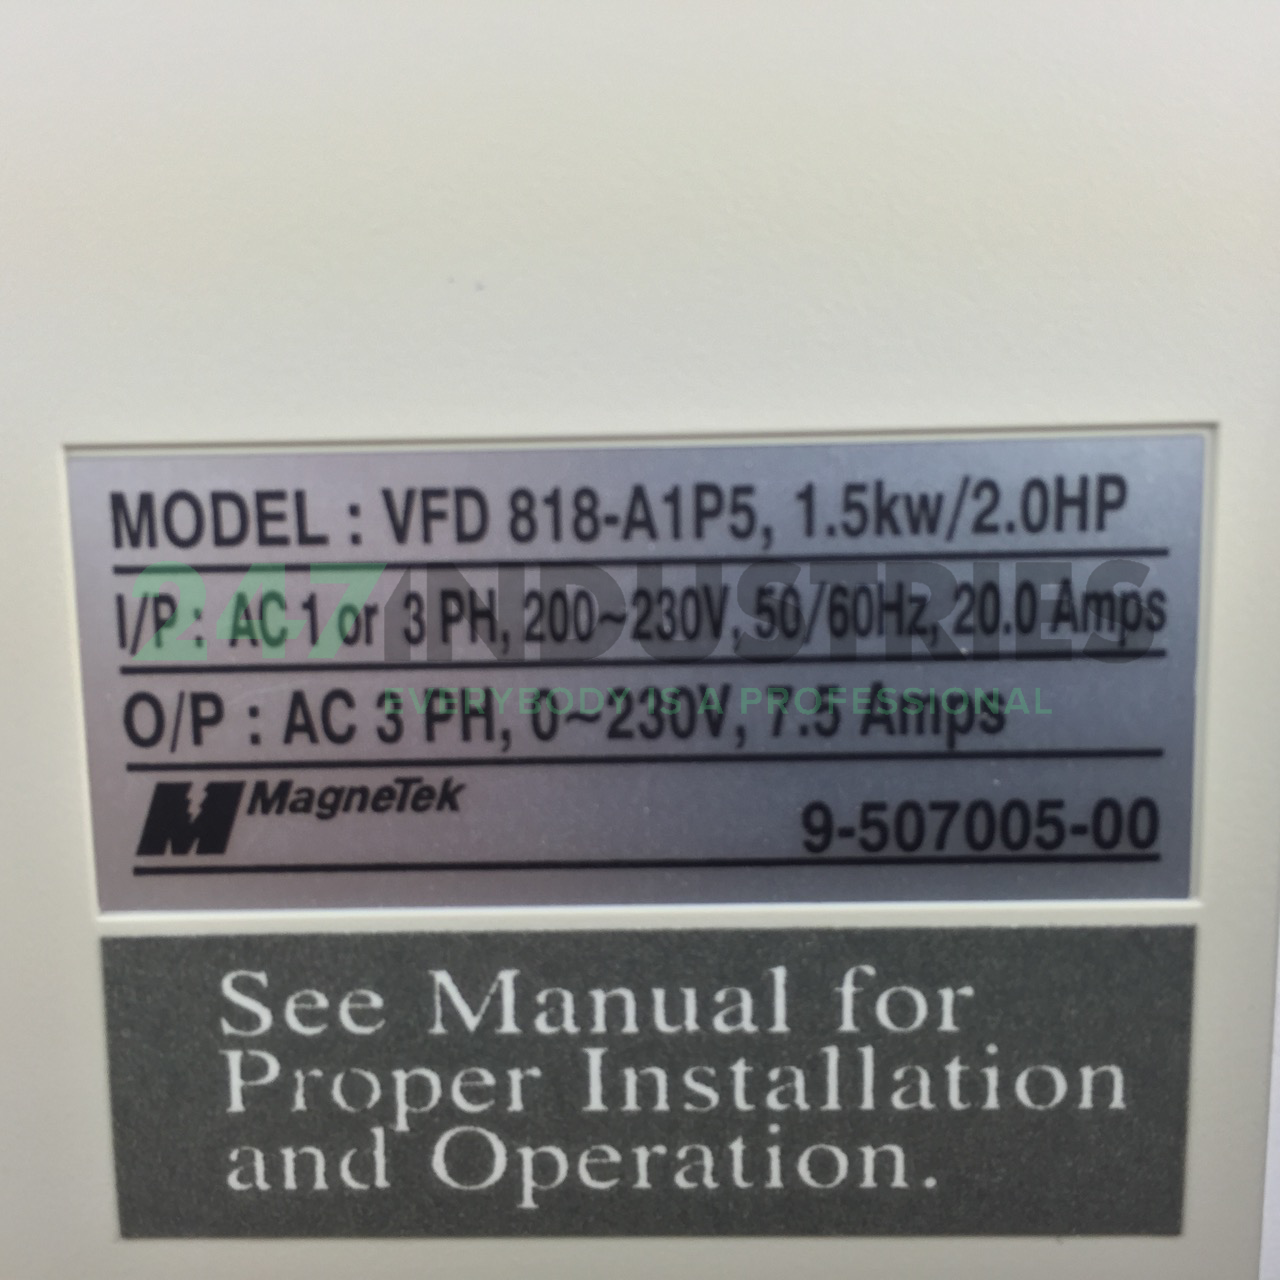 MODEL : VFD 818-A1P5, 1.5kw/2.0HP
I/P : AC 1 or 3 PH, 200~230V, 50/60Hz, 20.0 Amps
247INDUSTRIES
O/P : AC 3 PH, 0~230V, 7.5 Amps
EVERYBODY IS A PROFESSIONAL
M MagneTek
9-507005-00
See Manual for
Proper Installation
and Operation.